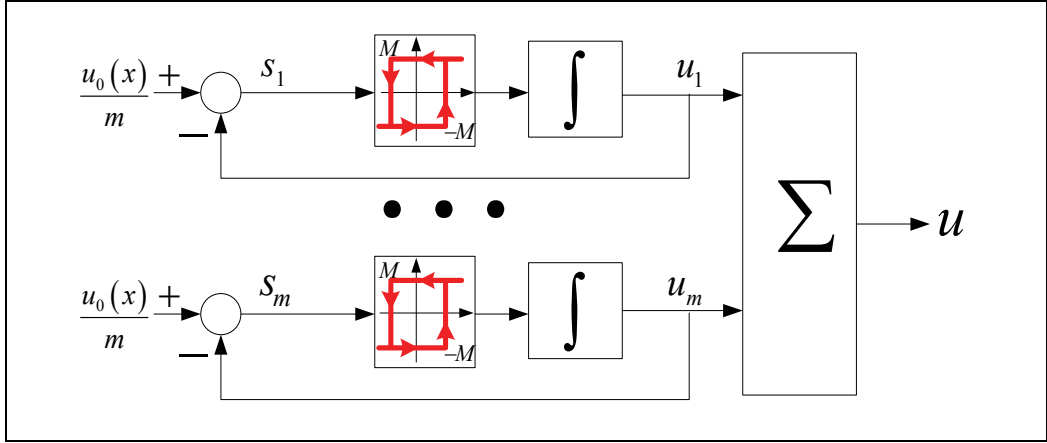 u₀(x)/m + − s₁ M −M ∫ u₁
∑ u
u₀(x)/m + − sₘ M −M ∫ uₘ